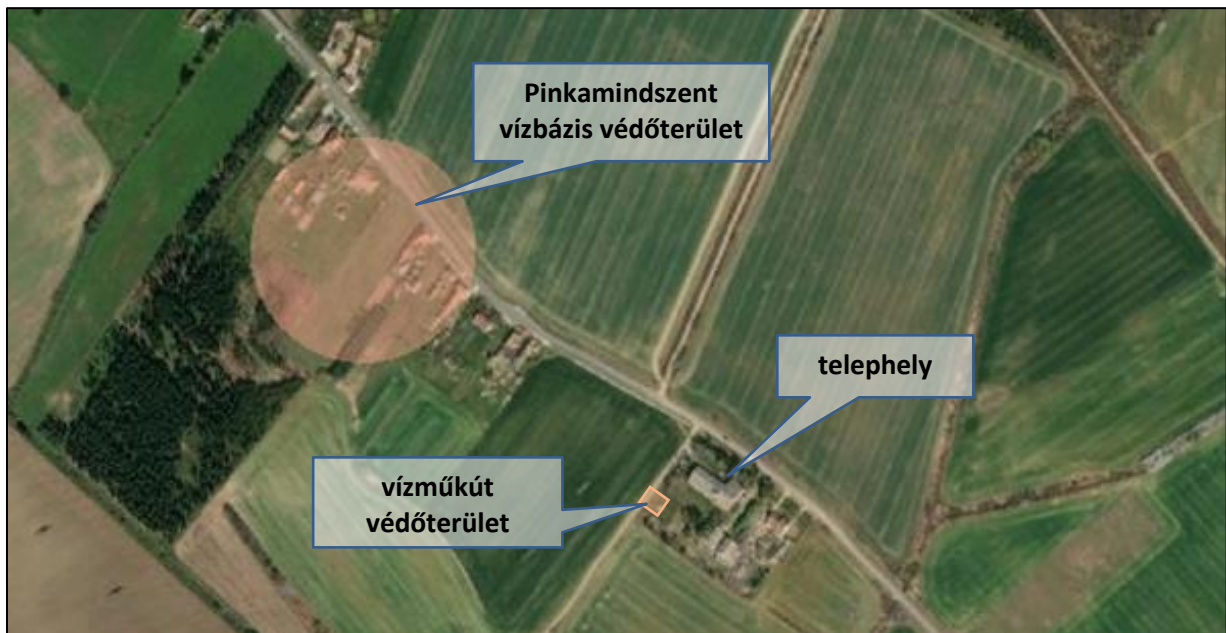 Pinkamindszent
vízbázis védőterület
telephely
vízműkút
védőterület